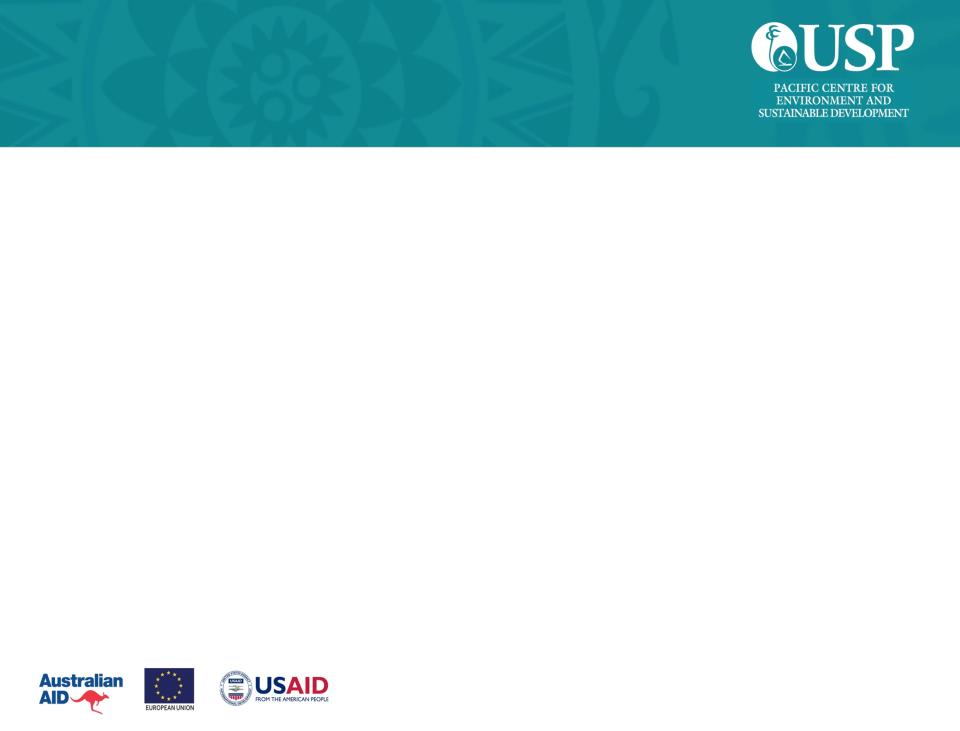 USP
PACIFIC CENTRE FOR
ENVIRONMENT AND
SUSTAINABLE DEVELOPMENT
Australian
AID
EUROPEAN UNION
USAID
FROM THE AMERICAN PEOPLE